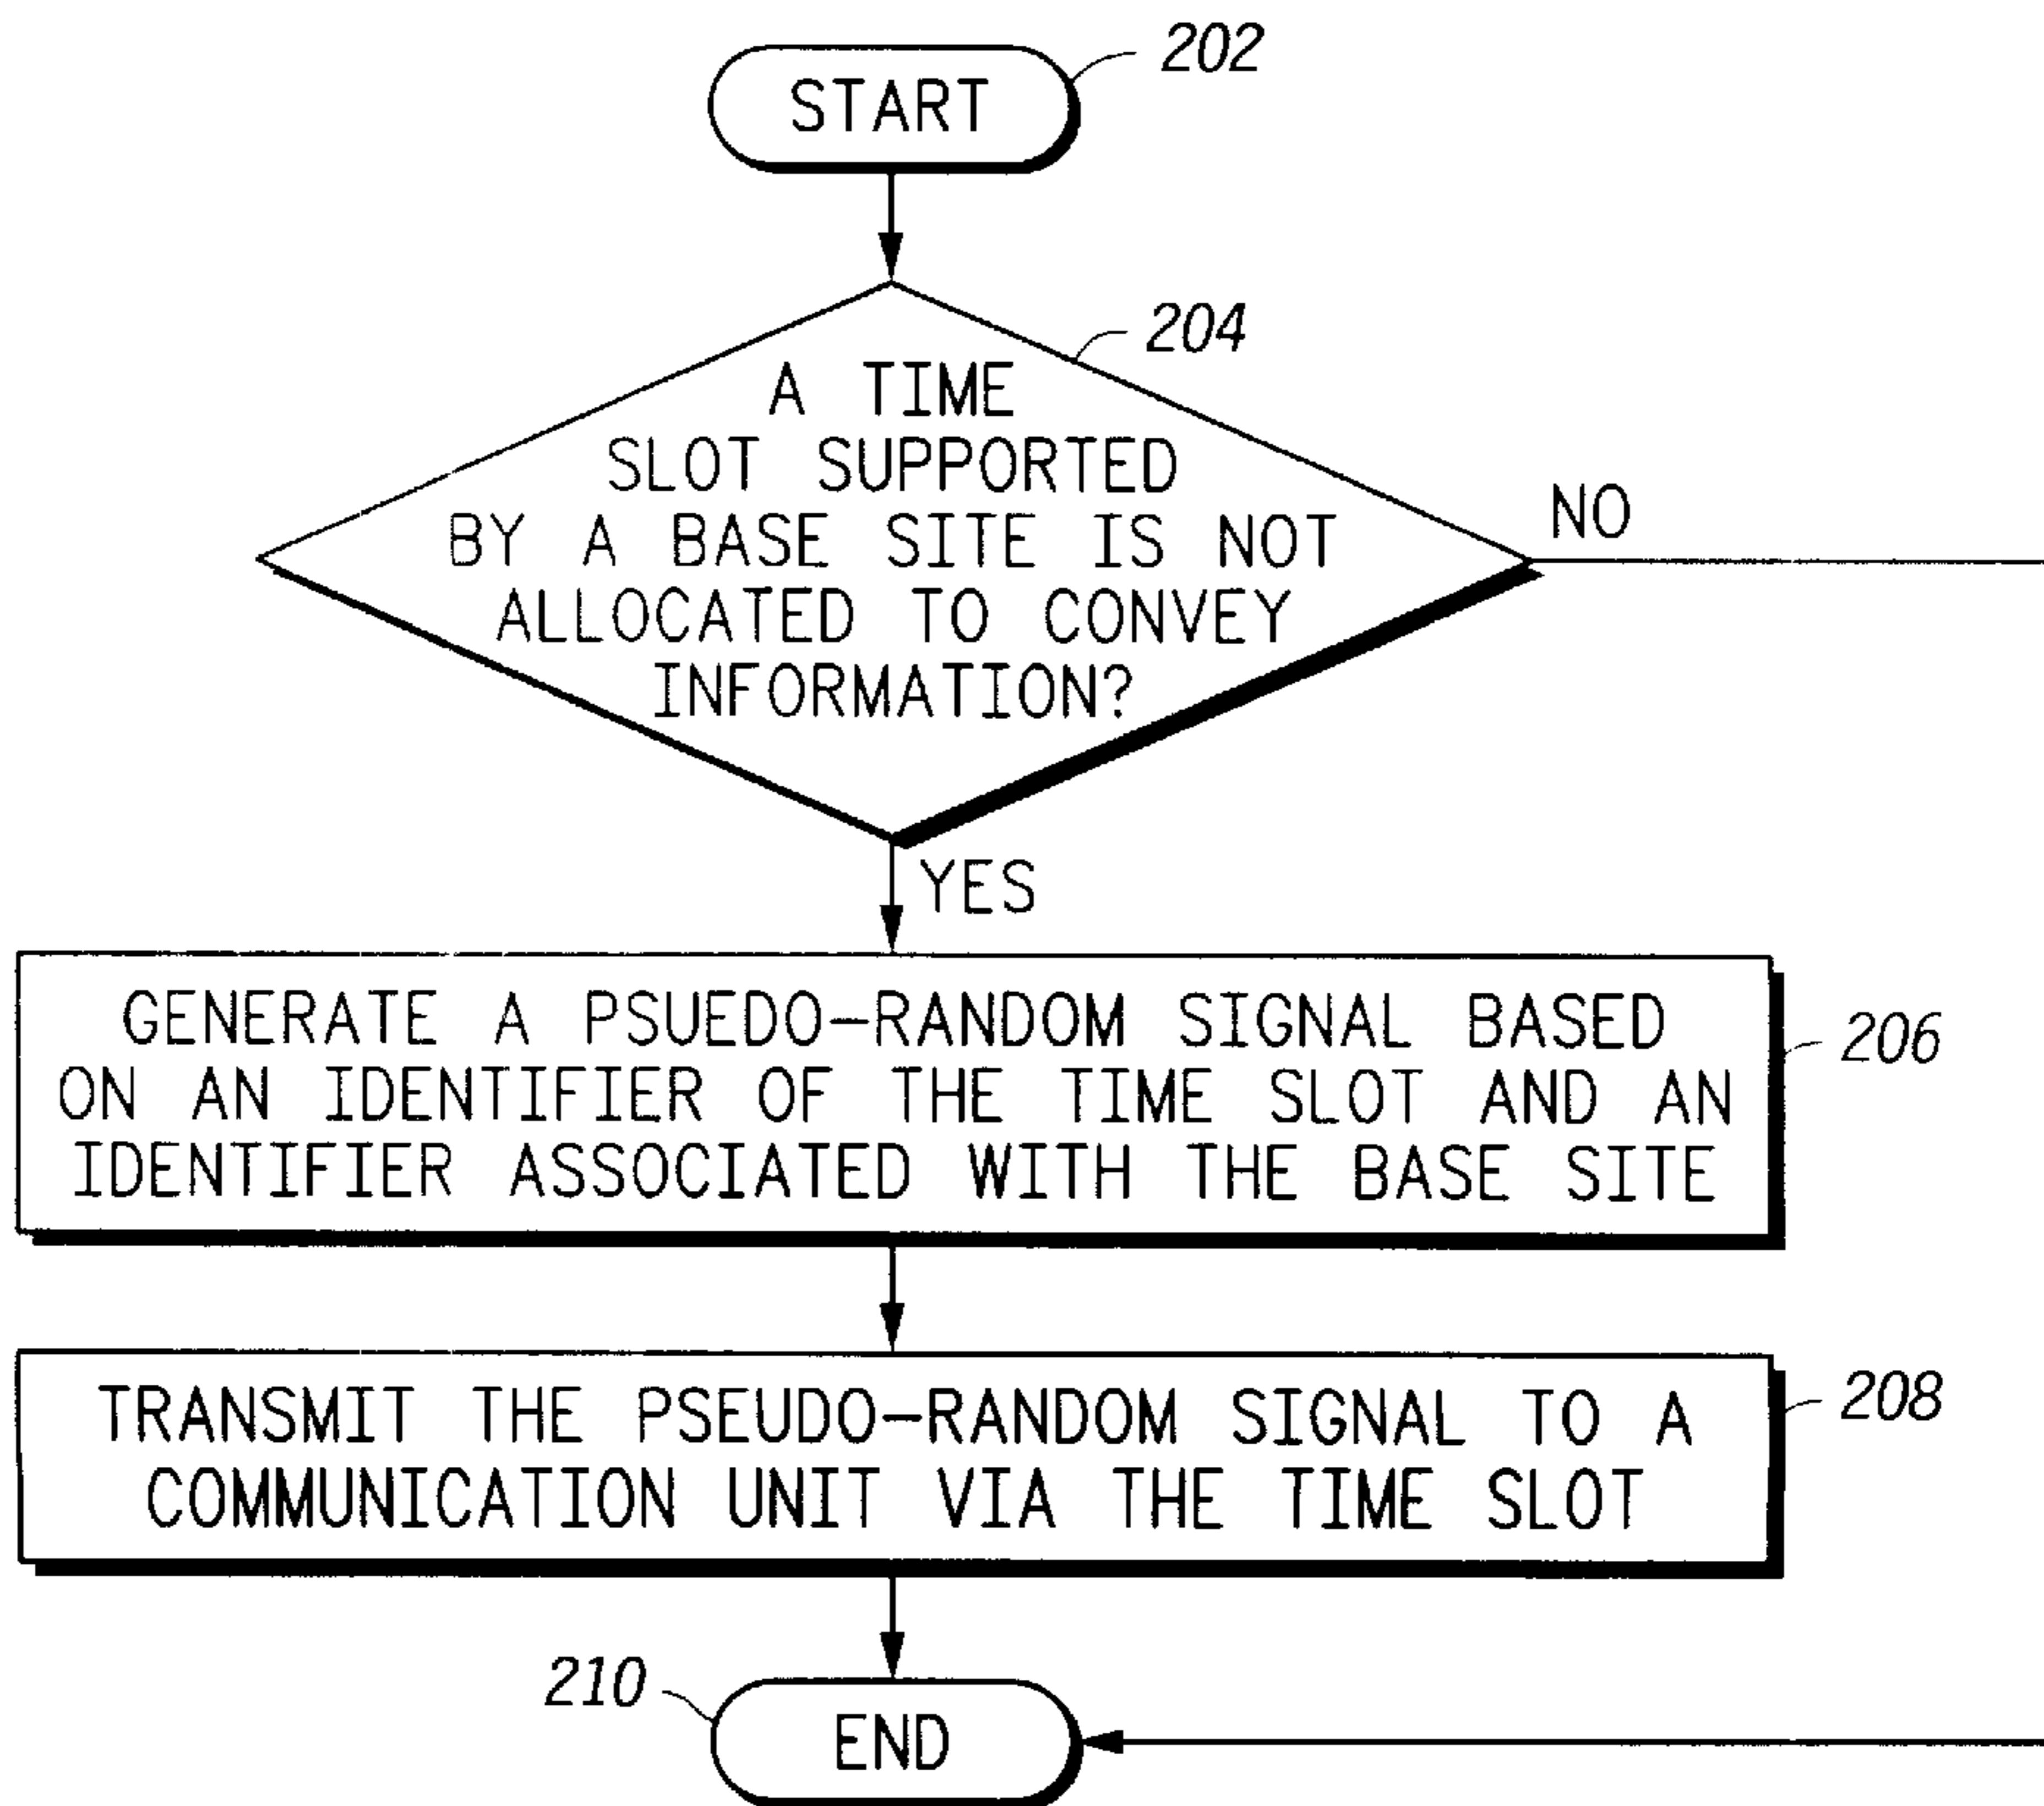 START
202
204
A TIME
SLOT SUPPORTED
BY A BASE SITE IS NOT
ALLOCATED TO CONVEY
INFORMATION?
NO
YES
GENERATE A PSUEDO-RANDOM SIGNAL BASED
ON AN IDENTIFIER OF THE TIME SLOT AND AN
IDENTIFIER ASSOCIATED WITH THE BASE SITE
206
TRANSMIT THE PSEUDO-RANDOM SIGNAL TO A
COMMUNICATION UNIT VIA THE TIME SLOT
208
210
END